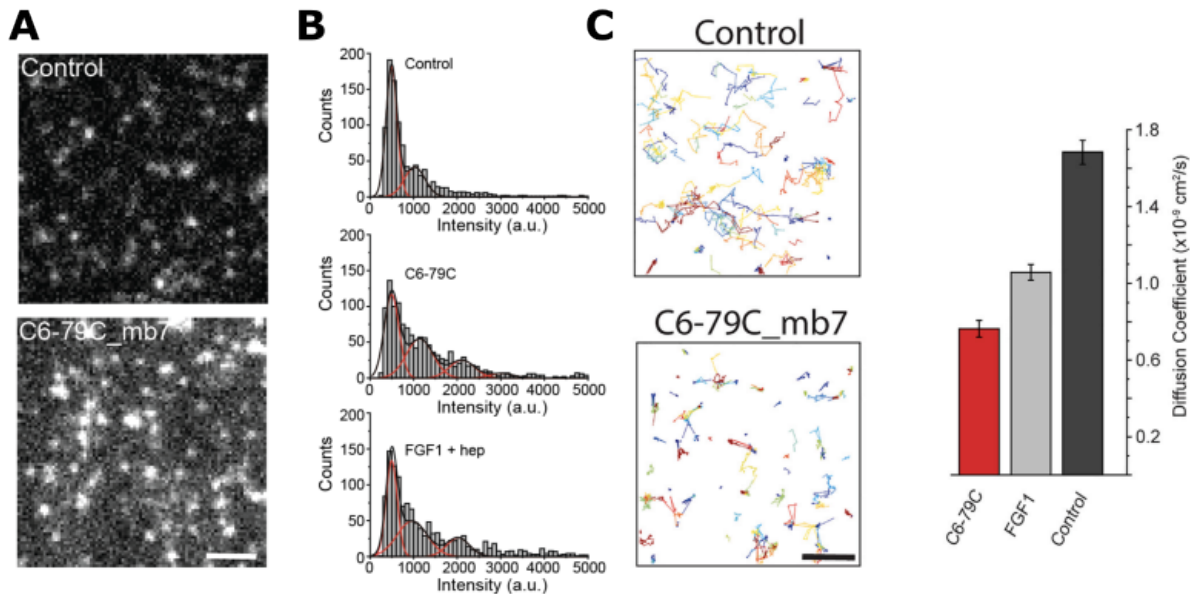 A
Control
C6-79C_mb7
B
200
150
100
50
0
Counts
Control
0 1000 2000 3000 4000 5000
Intensity (a.u.)
200
150
100
50
0
Counts
C6-79C
0 1000 2000 3000 4000 5000
Intensity (a.u.)
200
150
100
50
0
Counts
FGF1 + hep
0 1000 2000 3000 4000 5000
Intensity (a.u.)
C
Control
C6-79C_mb7
1.8
1.4
1.0
0.6
0.2
Diffusion Coefficient (x10⁻⁹ cm²/s)
C6-79C
FGF1
Control